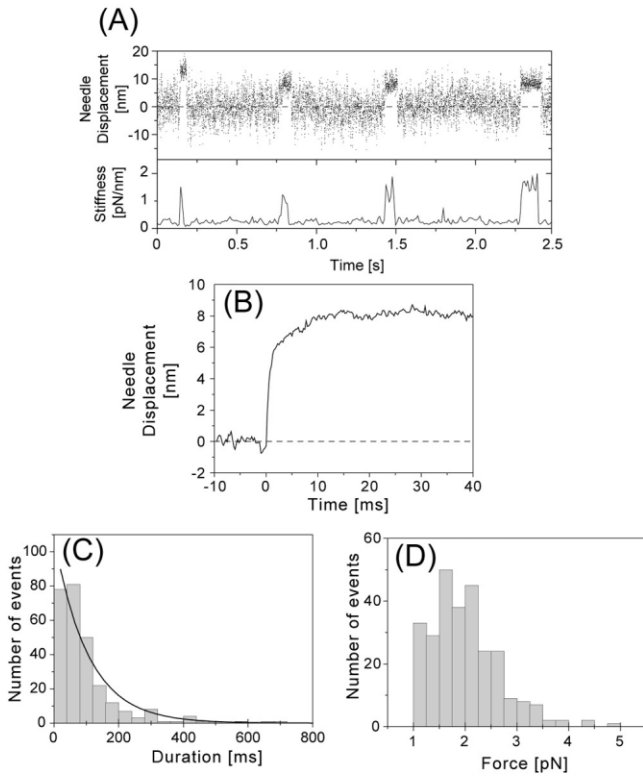 (A)
Needle
Displacement
[nm]
20
10
0
-10
Stiffness
[pN/nm]
2
1
0
0
0.5
1.0
1.5
2.0
2.5
Time [s]
(B)
Needle
Displacement
[nm]
10
8
6
4
2
0
-2
-10
0
10
20
30
40
Time [ms]
(C)
Number of events
100
80
60
40
20
0
0
200
400
600
800
Duration [ms]
(D)
Number of events
60
40
20
0
1
2
3
4
5
Force [pN]